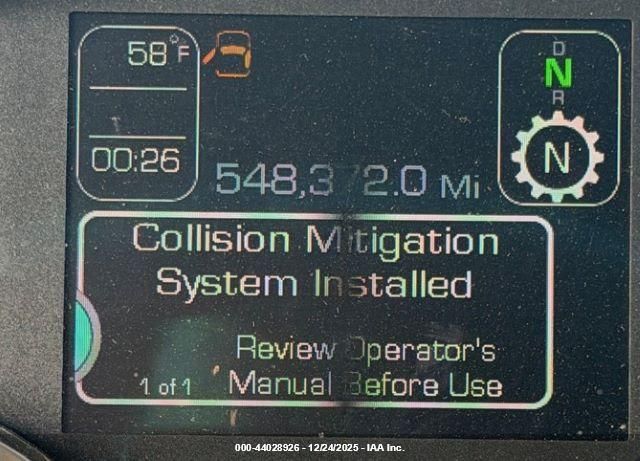 58°F
D
N
R
00:26
N
548,372.0 Mi
Collision Mitigation
System Installed
Review Operator's
1 of 1 Manual Before Use
000-44028926 - 12/24/2025 - IAA Inc.